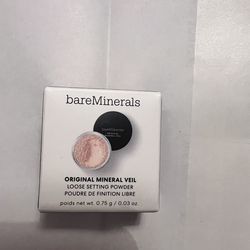 bareMinerals
bareMinerals
ORIGINAL MINERAL VEIL
LOOSE SETTING POWDER
POUDRE DE FINITION LIBRE
poids net wt. 0.75 g / 0.03 oz.